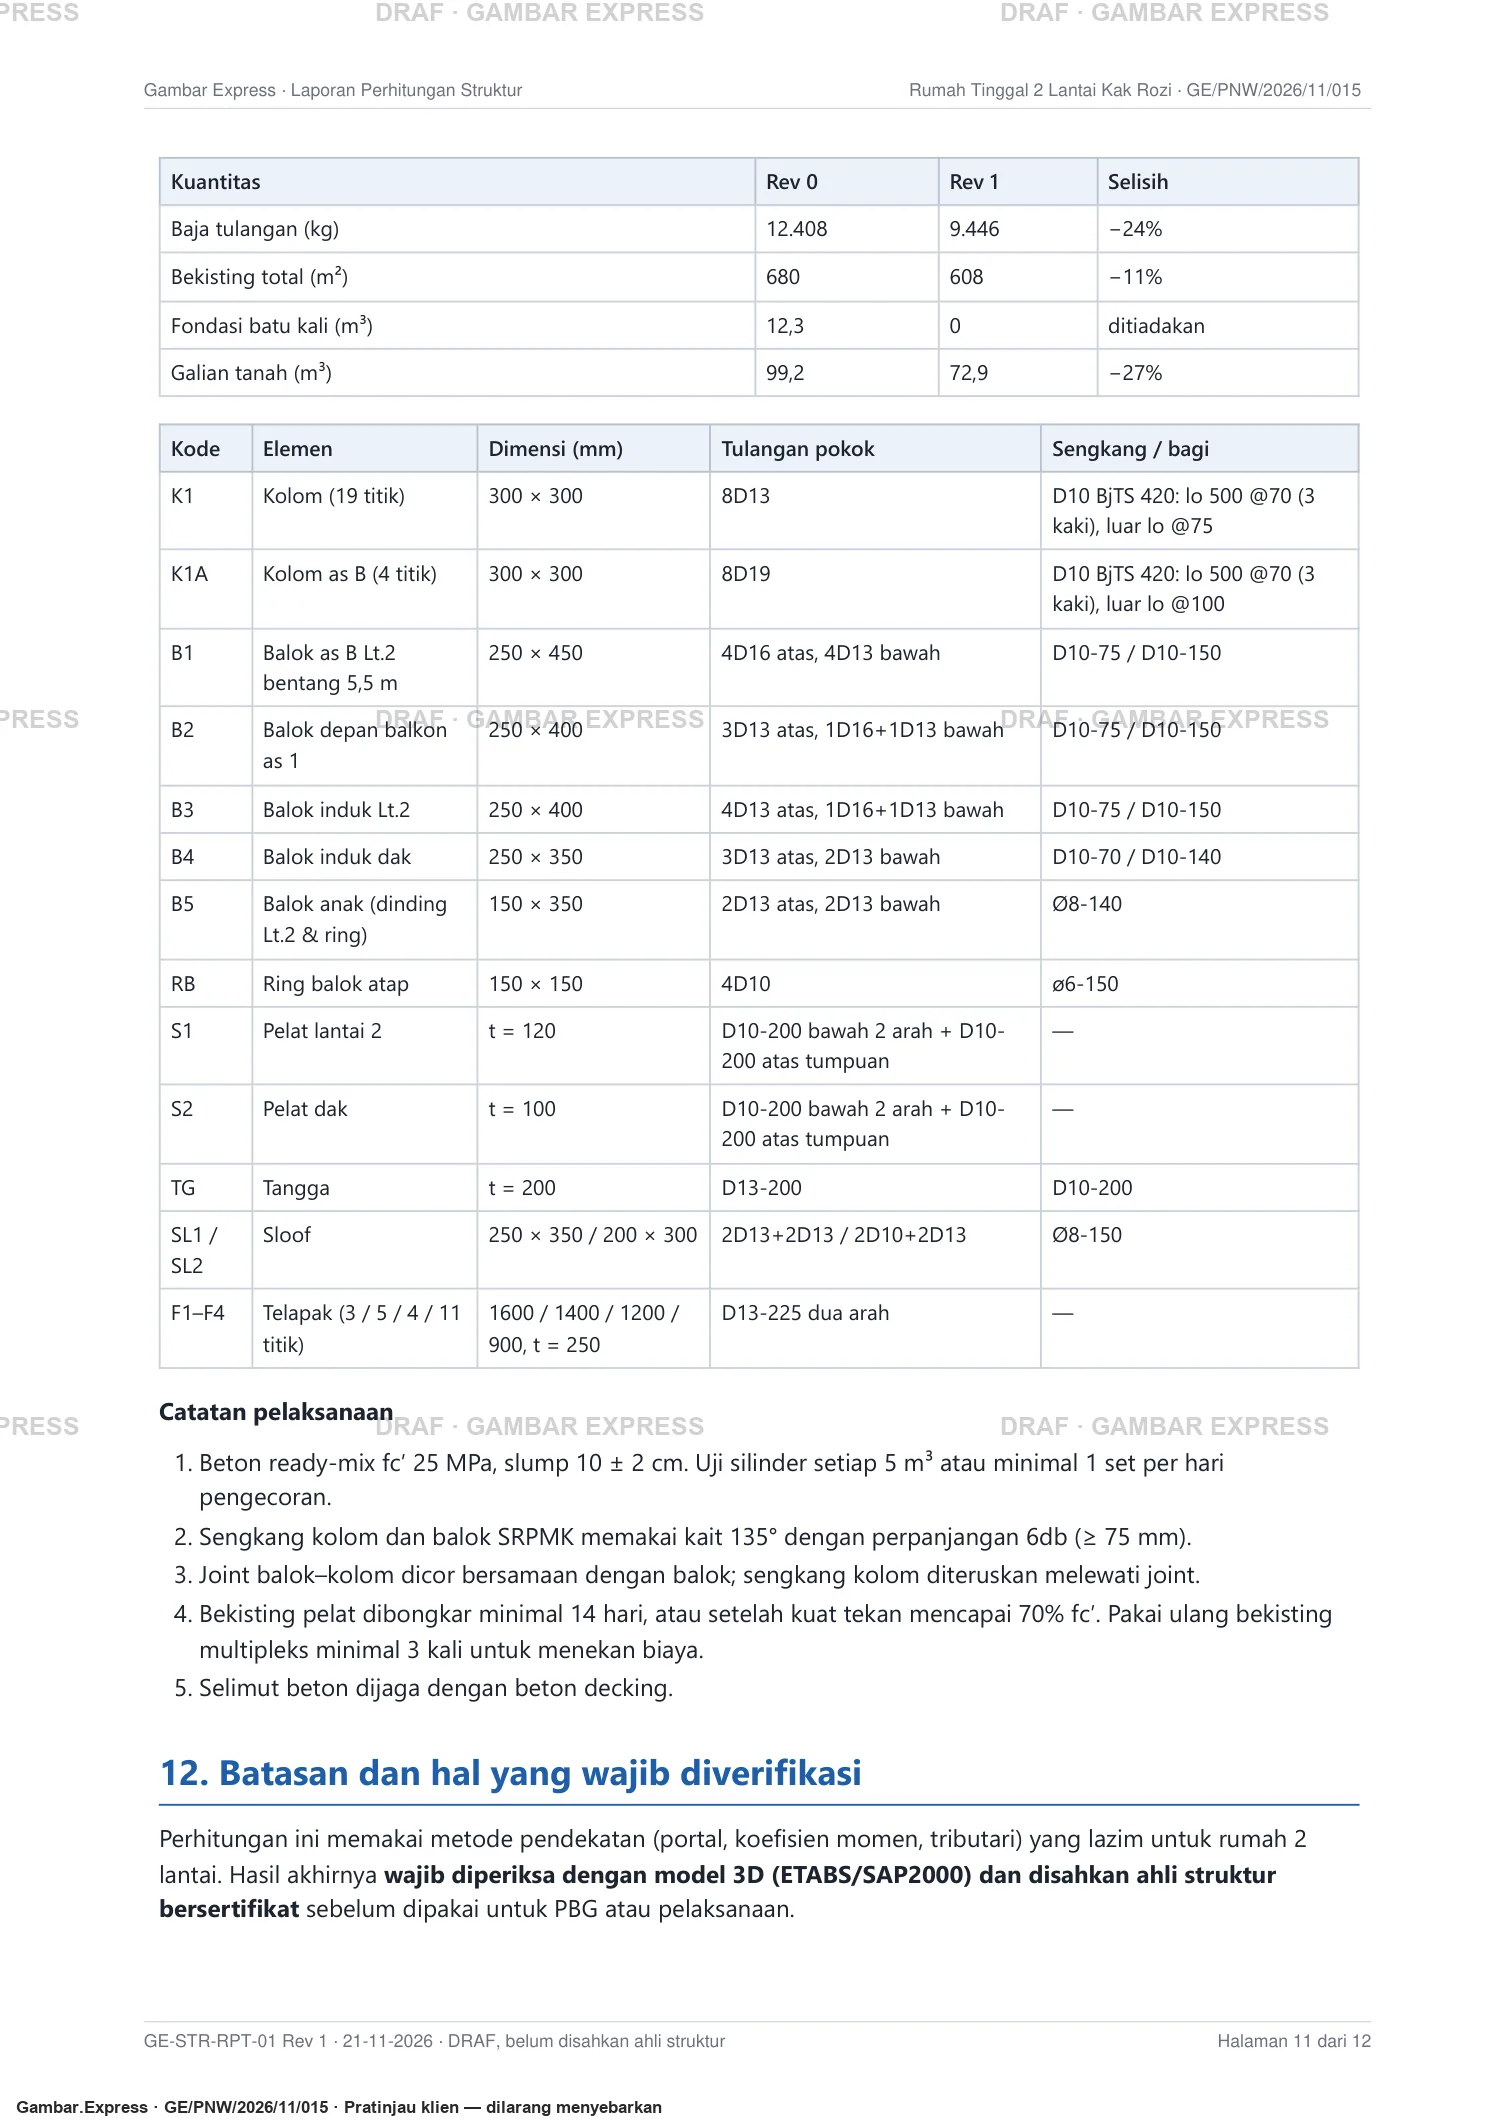 PRESS DRAF · GAMBAR EXPRESS DRAF · GAMBAR EXPRESS
Gambar Express · Laporan Perhitungan Struktur Rumah Tinggal 2 Lantai Kak Rozi · GE/PNW/2026/11/015
Kuantitas Rev 0 Rev 1 Selisih
Baja tulangan (kg) 12.408 9.446 −24%
Bekisting total (m²) 680 608 −11%
Fondasi batu kali (m³) 12,3 0 ditiadakan
Galian tanah (m³) 99,2 72,9 −27%
Kode Elemen Dimensi (mm) Tulangan pokok Sengkang / bagi
K1 Kolom (19 titik) 300 × 300 8D13 D10 BjTS 420: lo 500 @70 (3
kaki), luar lo @75
K1A Kolom as B (4 titik) 300 × 300 8D19 D10 BjTS 420: lo 500 @70 (3
kaki), luar lo @100
B1 Balok as B Lt.2 250 × 450 4D16 atas, 4D13 bawah D10-75 / D10-150
bentang 5,5 m
PRESS DRAF · GAMBAR EXPRESS DRAF · GAMBAR EXPRESS
B2 Balok depan balkon 250 × 400 3D13 atas, 1D16+1D13 bawah D10-75 / D10-150
as 1
B3 Balok induk Lt.2 250 × 400 4D13 atas, 1D16+1D13 bawah D10-75 / D10-150
B4 Balok induk dak 250 × 350 3D13 atas, 2D13 bawah D10-70 / D10-140
B5 Balok anak (dinding 150 × 350 2D13 atas, 2D13 bawah Ø8-140
Lt.2 & ring)
RB Ring balok atap 150 × 150 4D10 ø6-150
S1 Pelat lantai 2 t = 120 D10-200 bawah 2 arah + D10- —
200 atas tumpuan
S2 Pelat dak t = 100 D10-200 bawah 2 arah + D10- —
200 atas tumpuan
TG Tangga t = 200 D13-200 D10-200
SL1 / Sloof 250 × 350 / 200 × 300 2D13+2D13 / 2D10+2D13 Ø8-150
SL2
F1–F4 Telapak (3 / 5 / 4 / 11 1600 / 1400 / 1200 / D13-225 dua arah —
titik) 900, t = 250
Catatan pelaksanaan
PRESS DRAF · GAMBAR EXPRESS DRAF · GAMBAR EXPRESS
1. Beton ready-mix fc′ 25 MPa, slump 10 ± 2 cm. Uji silinder setiap 5 m³ atau minimal 1 set per hari
pengecoran.
2. Sengkang kolom dan balok SRPMK memakai kait 135° dengan perpanjangan 6db (≥ 75 mm).
3. Joint balok–kolom dicor bersamaan dengan balok; sengkang kolom diteruskan melewati joint.
4. Bekisting pelat dibongkar minimal 14 hari, atau setelah kuat tekan mencapai 70% fc′. Pakai ulang bekisting
multipleks minimal 3 kali untuk menekan biaya.
5. Selimut beton dijaga dengan beton decking.
12. Batasan dan hal yang wajib diverifikasi
Perhitungan ini memakai metode pendekatan (portal, koefisien momen, tributari) yang lazim untuk rumah 2
lantai. Hasil akhirnya wajib diperiksa dengan model 3D (ETABS/SAP2000) dan disahkan ahli struktur
bersertifikat sebelum dipakai untuk PBG atau pelaksanaan.
GE-STR-RPT-01 Rev 1 · 21-11-2026 · DRAF, belum disahkan ahli struktur Halaman 11 dari 12
Gambar.Express · GE/PNW/2026/11/015 · Pratinjau klien — dilarang menyebarkan